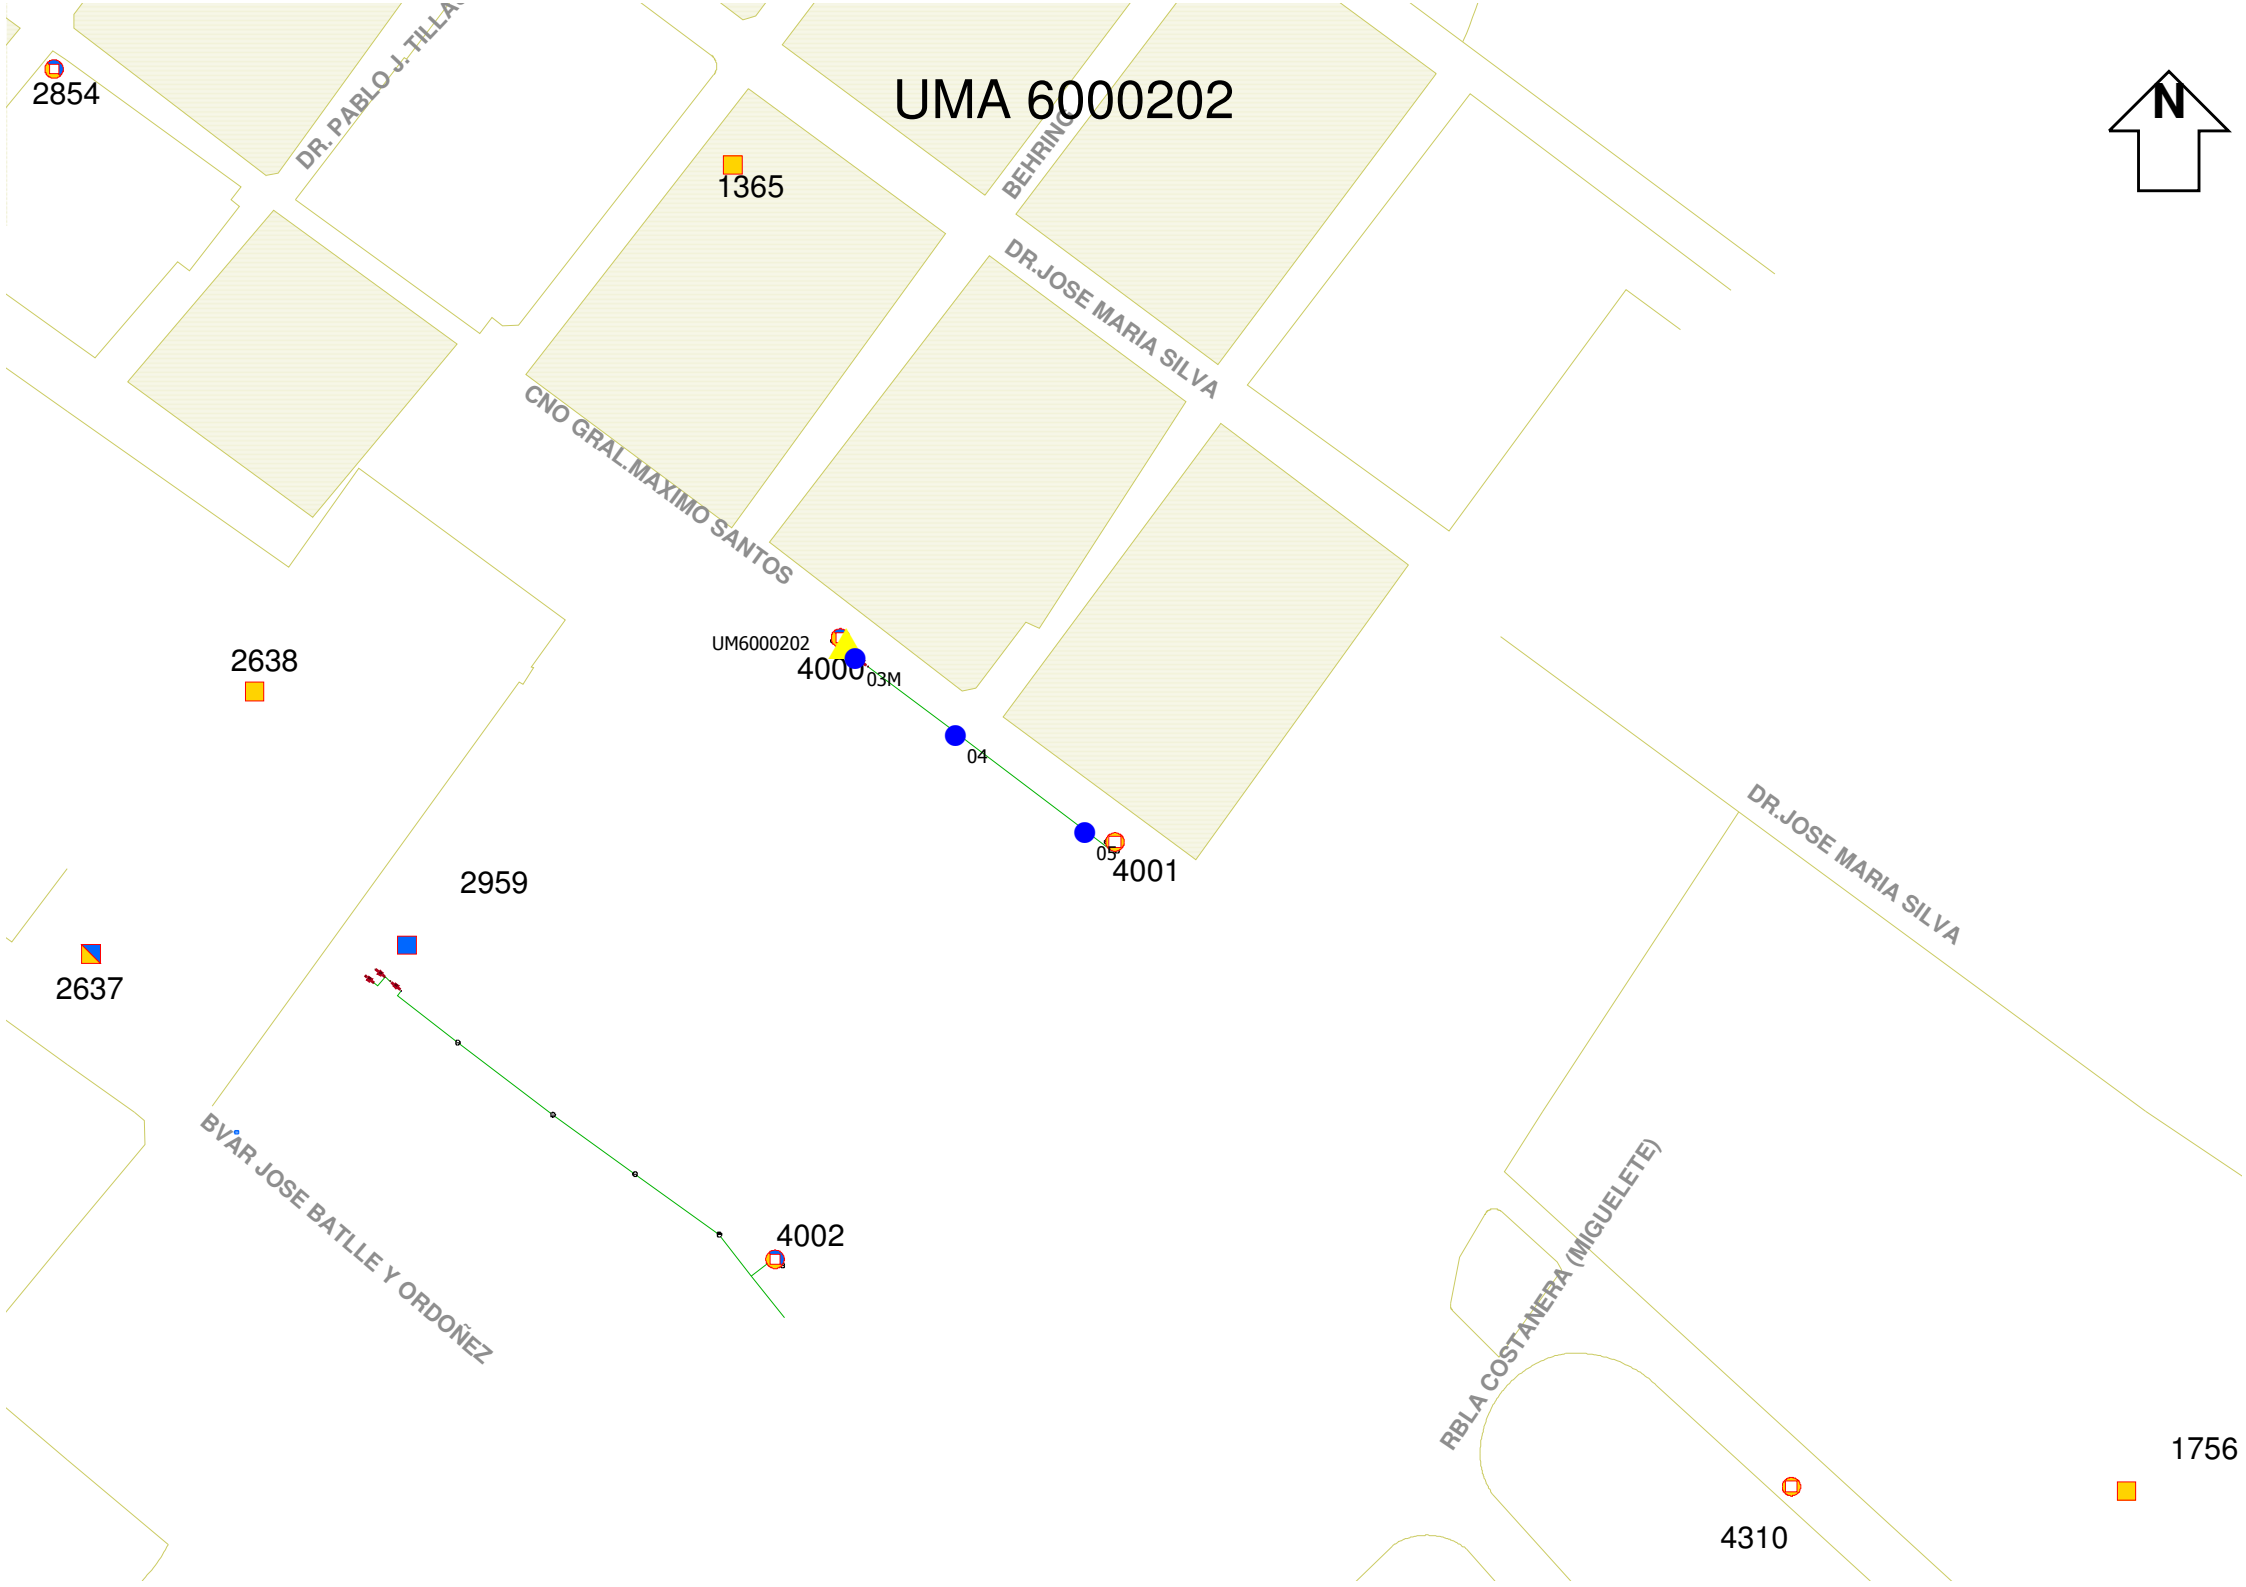 DR. PABLO J. TILLA
2854
UMA 6000202
N
BEHRING
1365
DR.JOSE MARIA SILVA
CNO GRAL.MAXIMO SANTOS
UM6000202
4000
03M
2638
04
05
4001
DR.JOSE MARIA SILVA
2959
2637
BVAR JOSE BATLLE Y ORDOÑEZ
4002
RBLA COSTANERA (MIGUELETE)
1756
4310